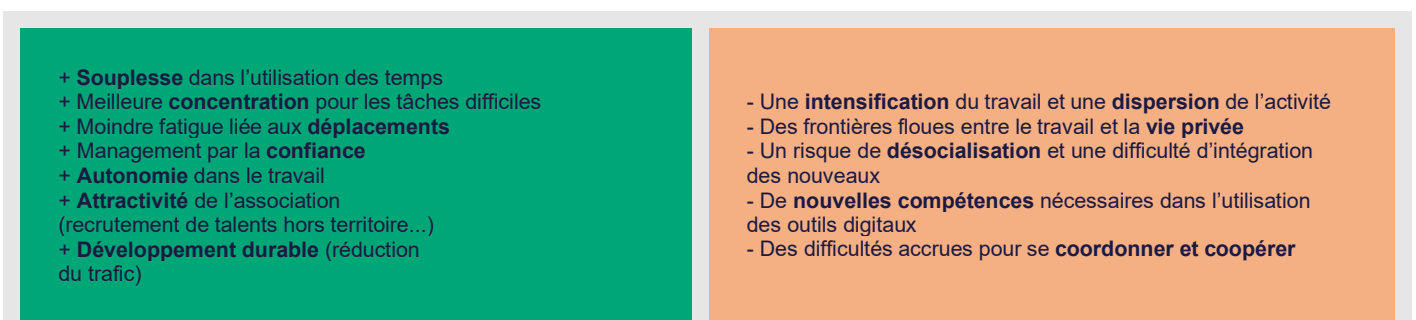 + Souplesse dans l’utilisation des temps
+ Meilleure concentration pour les tâches difficiles
+ Moindre fatigue liée aux déplacements
+ Management par la confiance
+ Autonomie dans le travail
+ Attractivité de l’association
(recrutement de talents hors territoire...)
+ Développement durable (réduction
du trafic)
- Une intensification du travail et une dispersion de l’activité
- Des frontières floues entre le travail et la vie privée
- Un risque de désocialisation et une difficulté d’intégration
des nouveaux
- De nouvelles compétences nécessaires dans l’utilisation
des outils digitaux
- Des difficultés accrues pour se coordonner et coopérer